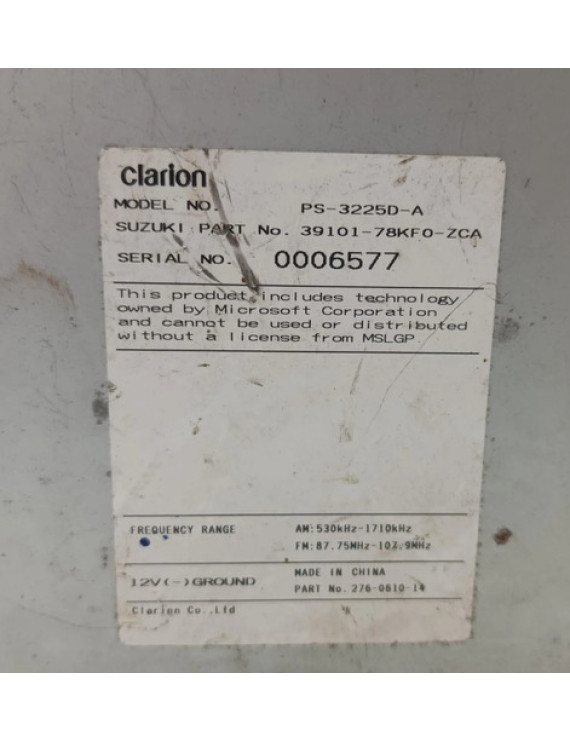 clarion
MODEL NO. PS-3225D-A
SUZUKI PART No. 39101-78KF0-ZCA
SERIAL NO. 0006577
This product includes technology
owned by Microsoft Corporation
and cannot be used or distributed
without a license from MSLGP.
FREQUENCY RANGE AM:530kHz-1710kHz
FM:87.75MHz-107.9MHz
12V(-)GROUND MADE IN CHINA
PART No. 276-0610-
Clarion Co.,Ltd